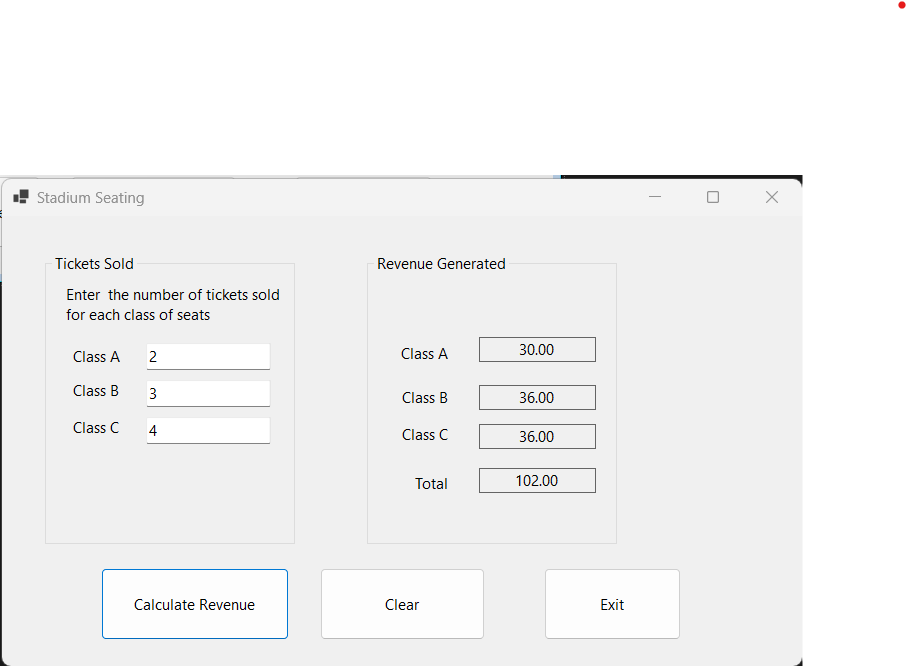 Stadium Seating
Tickets Sold
Enter  the number of tickets sold
for each class of seats
Class A 2
Class B 3
Class C 4
Revenue Generated
Class A 30.00
Class B 36.00
Class C 36.00
Total 102.00
Calculate Revenue
Clear
Exit